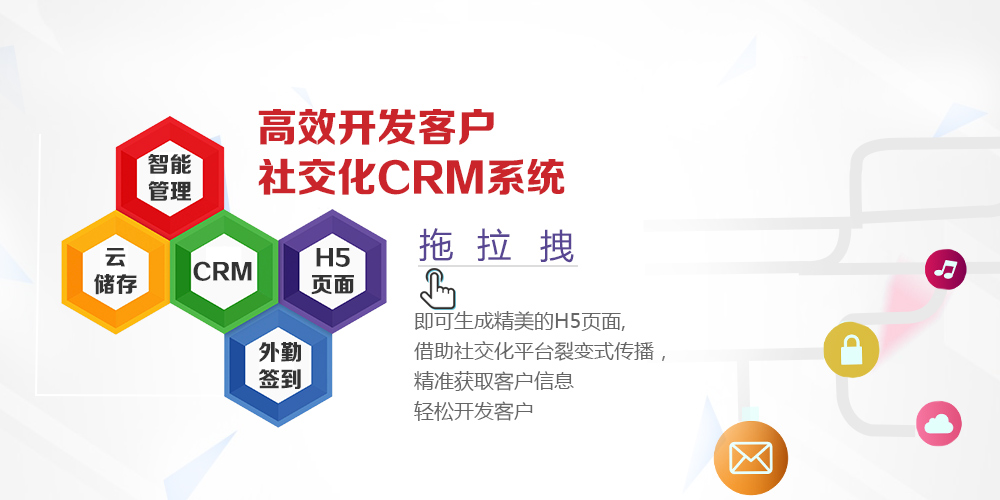 高效开发客户
社交化CRM系统
智能
管理
云
储存
CRM
H5
页面
外勤
签到
拖 拉 拽
即可生成精美的H5页面,
借助社交化平台裂变式传播，
精准获取客户信息
轻松开发客户